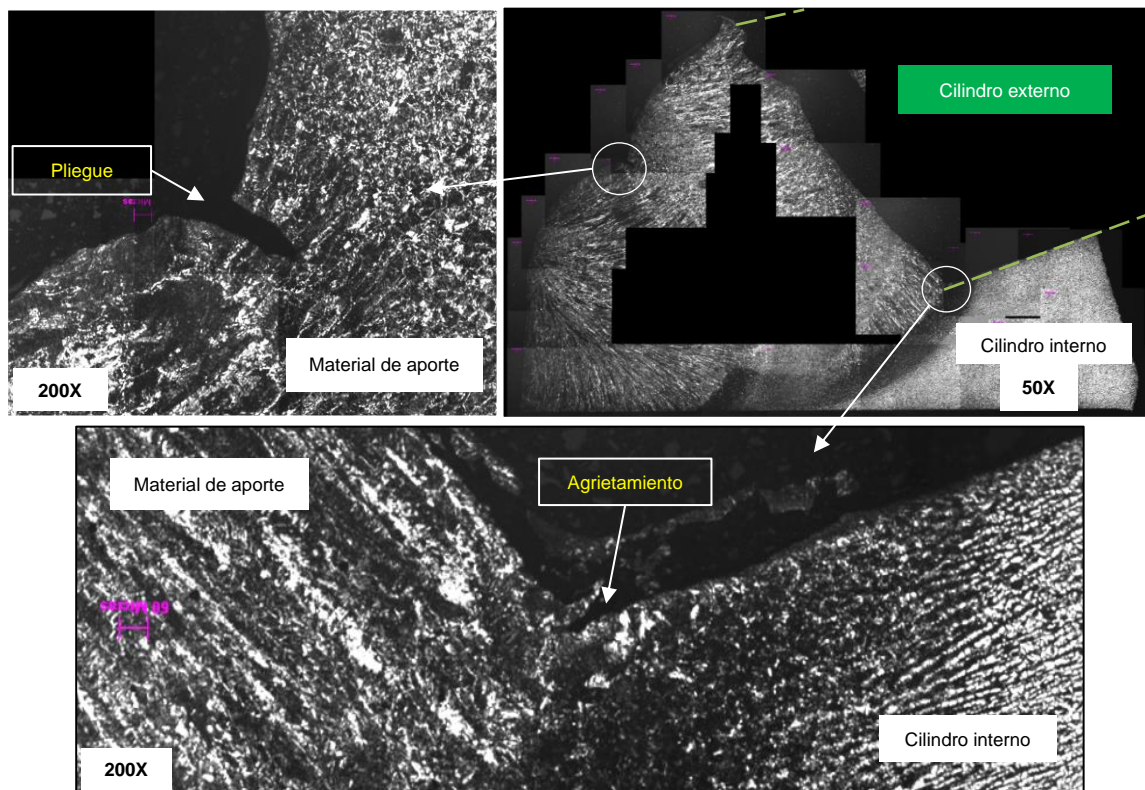 Pliegue
Material de aporte
200X
Cilindro externo
Cilindro interno
50X
Material de aporte
Agrietamiento
Cilindro interno
200X